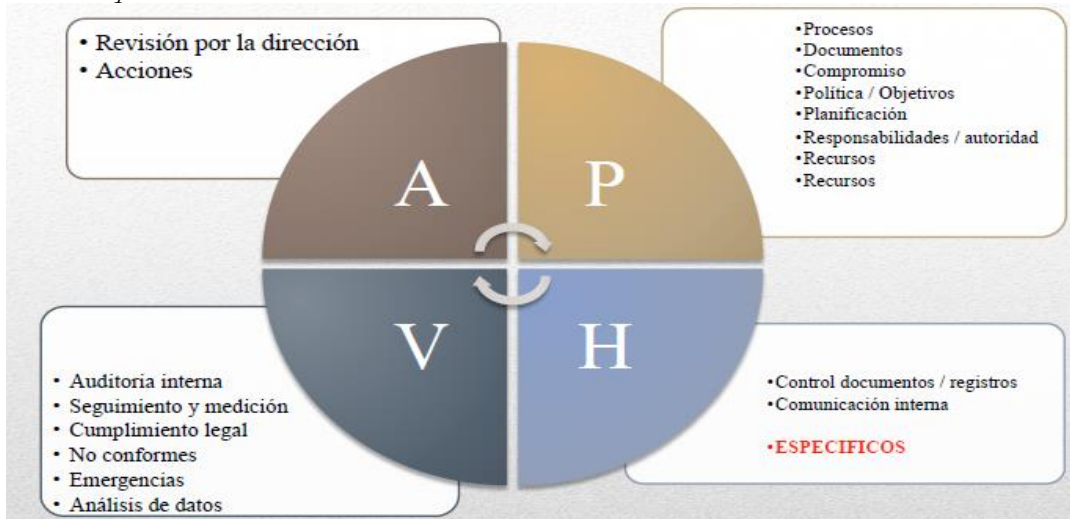 • Revisión por la dirección
• Acciones
•Procesos
•Documentos
•Compromiso
•Política / Objetivos
•Planificación
•Responsabilidades / autoridad
•Recursos
•Recursos
A
P
V
H
• Auditoría interna
• Seguimiento y medición
• Cumplimiento legal
• No conformes
• Emergencias
• Análisis de datos
•Control documentos / registros
•Comunicación interna
•ESPECIFICOS